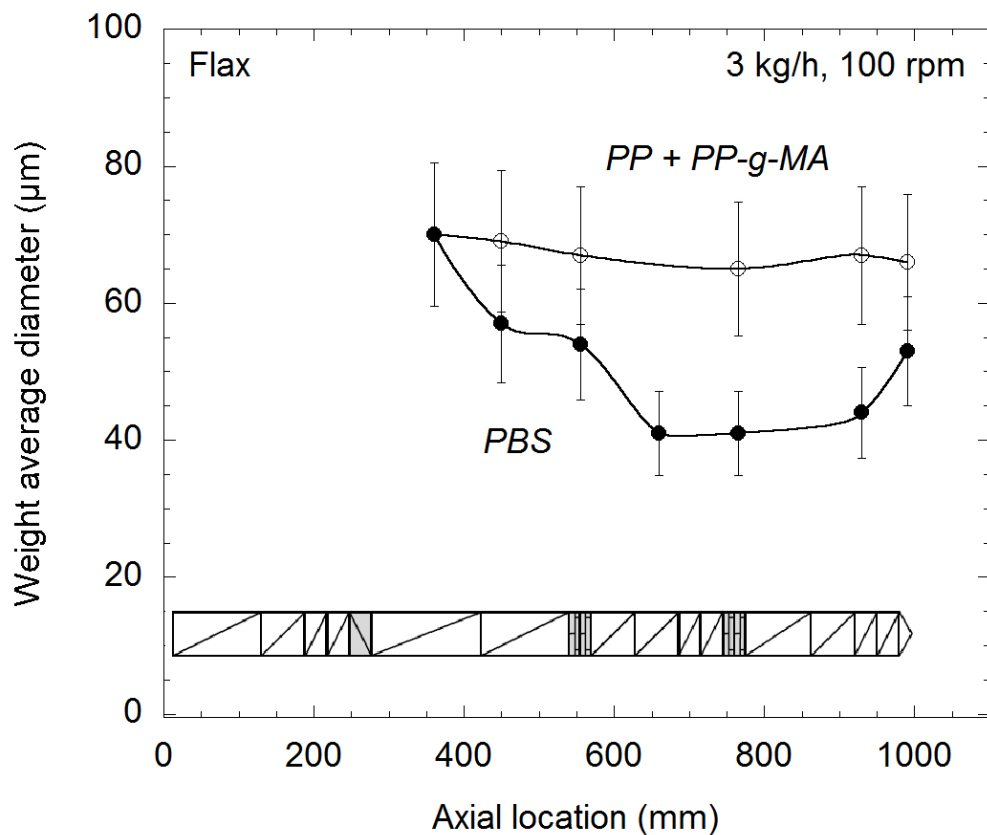 100
Flax
3 kg/h, 100 rpm
80
PP + PP-g-MA
60
Weight average diameter (µm)
40
PBS
20
0
0 200 400 600 800 1000
Axial location (mm)